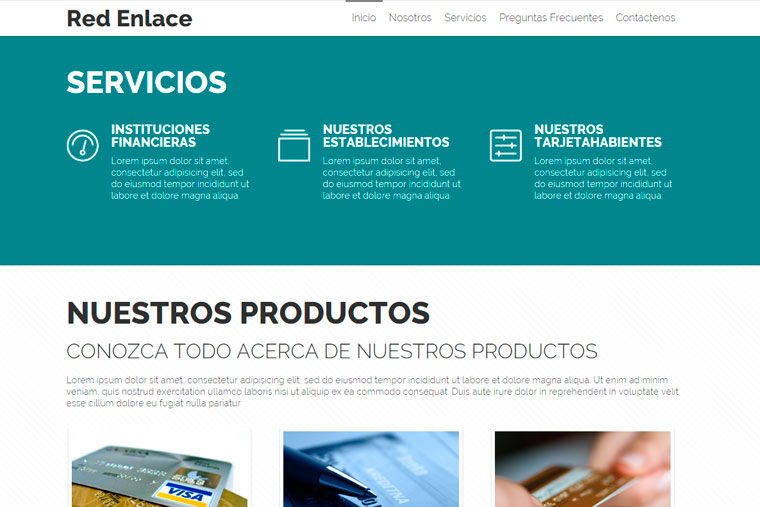 Red Enlace
Inicio Nosotros Servicios Preguntas Frecuentes Contactenos
SERVICIOS
INSTITUCIONES
FINANCIERAS
Lorem ipsum dolor sit amet,
consectetur adipisicing elit, sed
do eiusmod tempor incididunt ut
labore et dolore magna aliqua.
NUESTROS
ESTABLECIMIENTOS
Lorem ipsum dolor sit amet,
consectetur adipisicing elit, sed
do eiusmod tempor incididunt ut
labore et dolore magna aliqua.
NUESTROS
TARJETAHABIENTES
Lorem ipsum dolor sit amet,
consectetur adipisicing elit, sed
do eiusmod tempor incididunt ut
labore et dolore magna aliqua.
NUESTROS PRODUCTOS
CONOZCA TODO ACERCA DE NUESTROS PRODUCTOS
Lorem ipsum dolor sit amet, consectetur adipisicing elit, sed do eiusmod tempor incididunt ut labore et dolore magna aliqua. Ut enim ad minim
veniam, quis nostrud exercitation ullamco laboris nisi ut aliquip ex ea commodo consequat. Duis aute irure dolor in reprehenderit in voluptate velit
esse cillum dolore eu fugiat nulla pariatur.
VISA